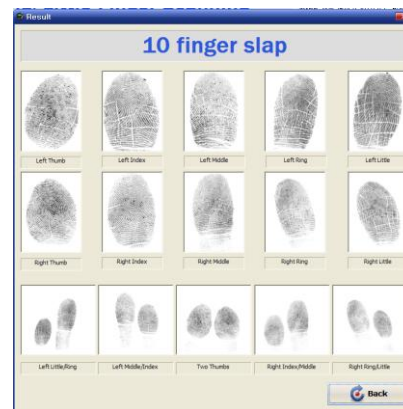 Result
10 finger slap
Left Thumb
Left Index
Left Middle
Left Ring
Left Little
Right Thumb
Right Index
Right Middle
Right Ring
Right Little
Left Little/Ring
Left Middle/Index
Two Thumbs
Right Index/Middle
Right Ring/Little
Back